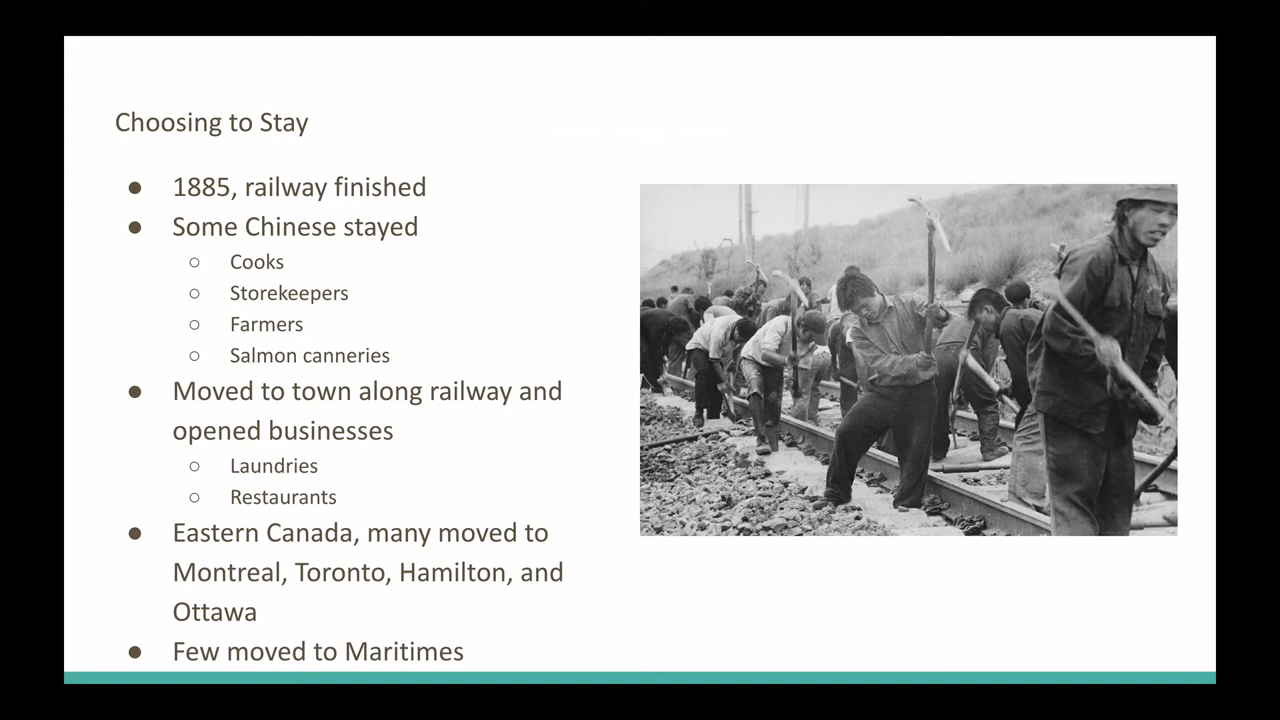 Choosing to Stay
● 1885, railway finished
● Some Chinese stayed
○ Cooks
○ Storekeepers
○ Farmers
○ Salmon canneries
● Moved to town along railway and
opened businesses
○ Laundries
○ Restaurants
● Eastern Canada, many moved to
Montreal, Toronto, Hamilton, and
Ottawa
● Few moved to Maritimes